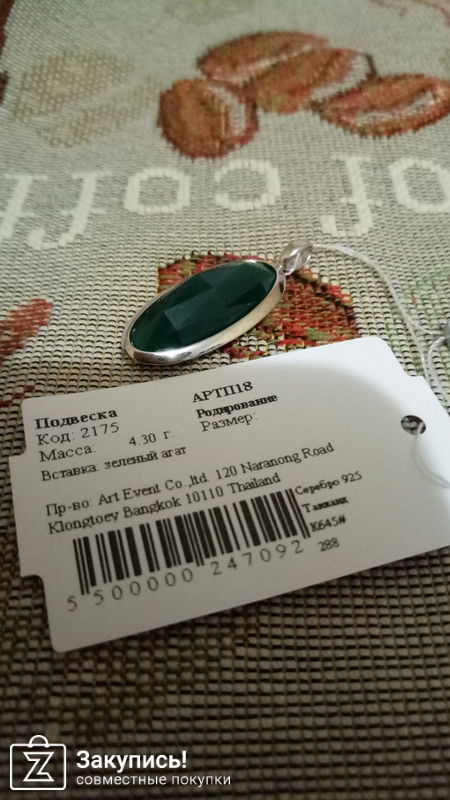 OF COFF
АРТП18
Подвеска
Родирование
Код: 2175
Размер:
Масса: 4.30 г.
Вставка: зеленый агат
Пр-во: Art Event Co.,ltd. 120 Naranong Road
Klongtoey Bangkok 10110 Thailand
Серебро 925
Таиланд
K645#
288
5 500000 247092
Закупись!
совместные покупки